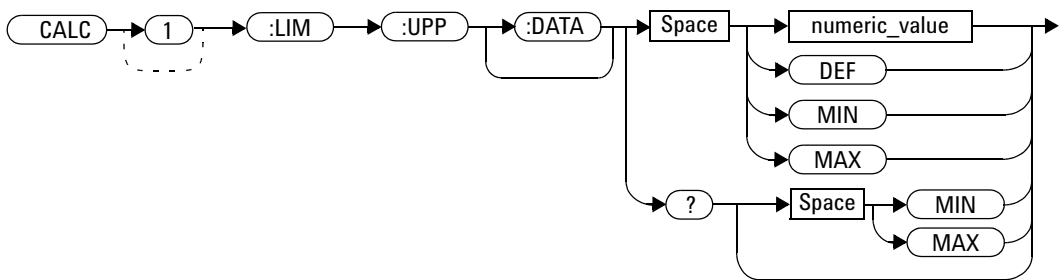 CALC 1 :LIM :UPP :DATA Space numeric_value
DEF
MIN
MAX
? Space MIN
MAX